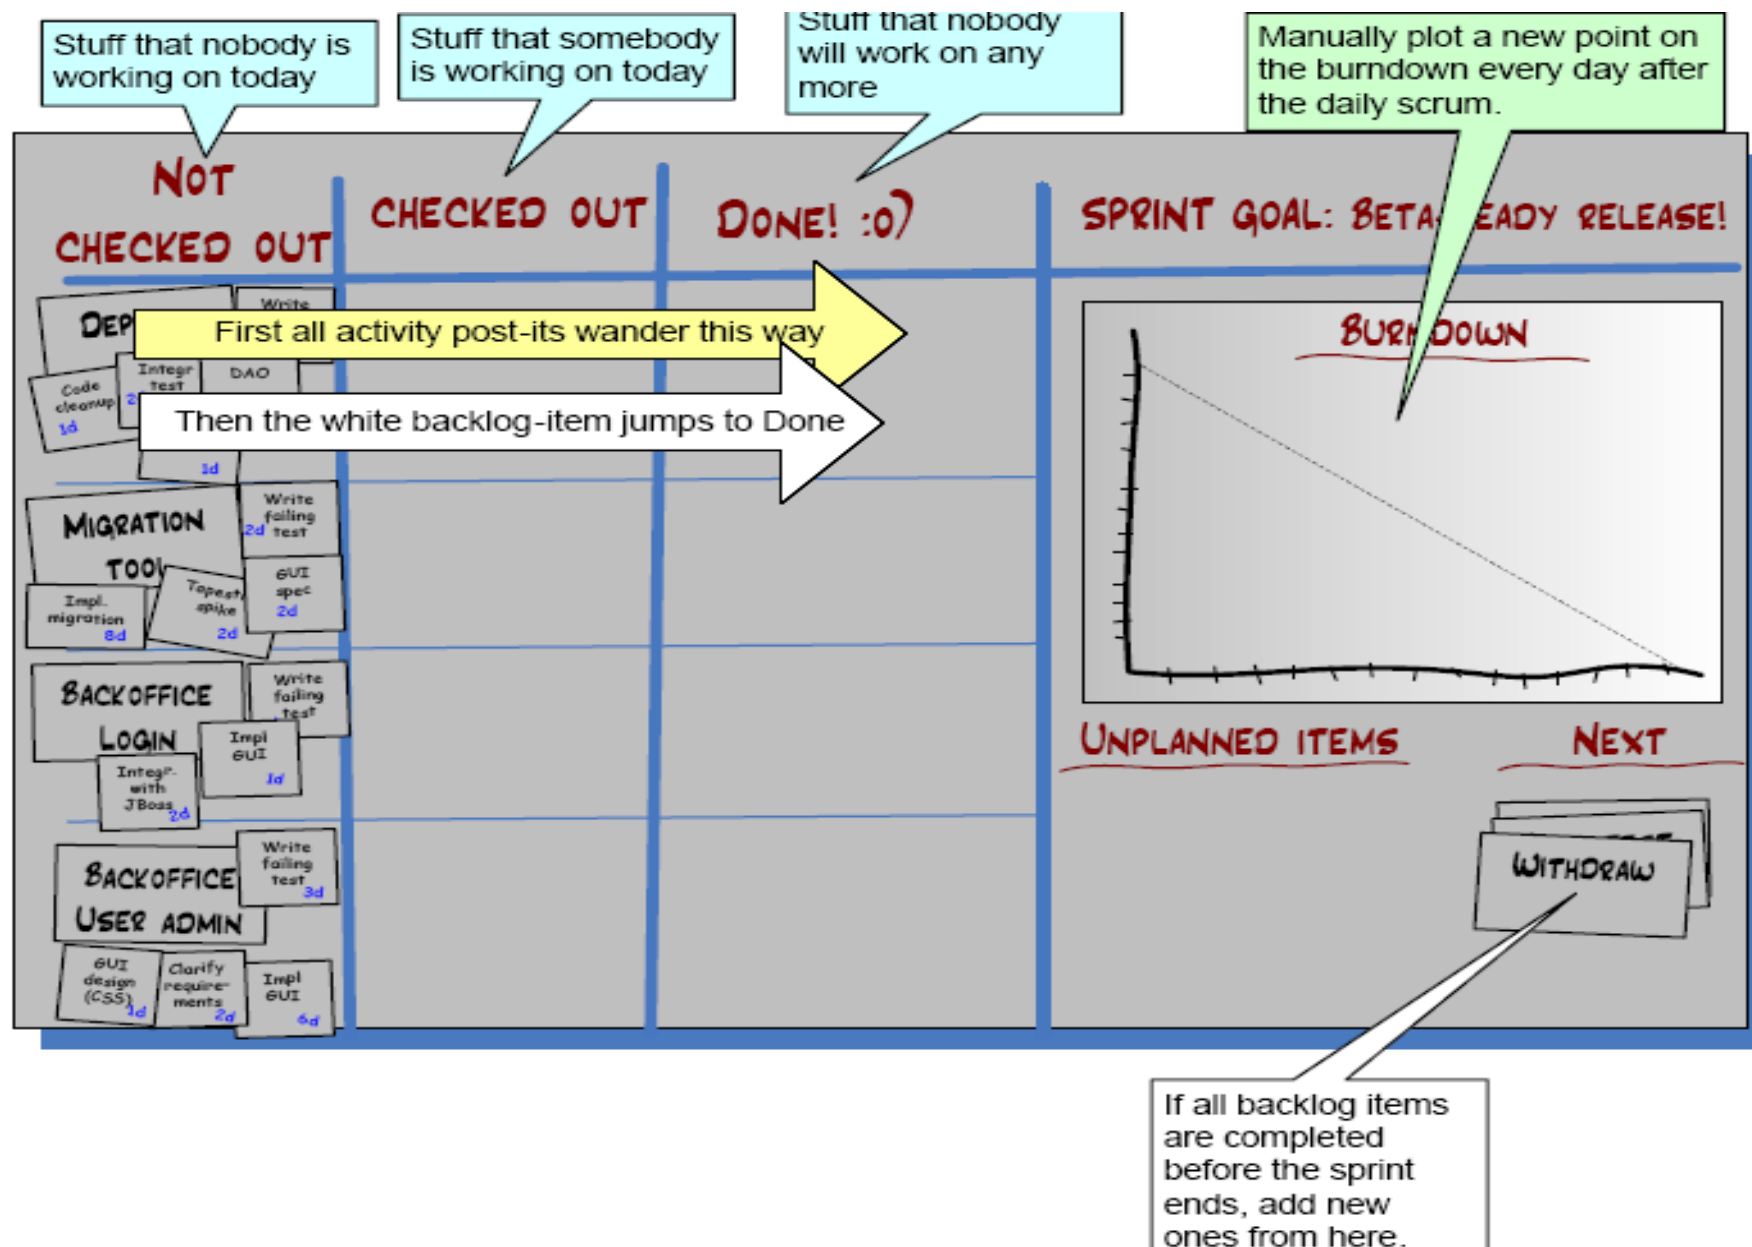 Stuff that nobody is
working on today
Stuff that somebody
is working on today
Stuff that nobody
will work on any
more
Manually plot a new point on
the burndown every day after
the daily scrum.
NOT
CHECKED OUT
CHECKED OUT
DONE! :o)
SPRINT GOAL: BETA-READY RELEASE!
DEP
Write
First all activity post-its wander this way
Code
cleanup
1d
Integr
test
2
DAO
Then the white backlog-item jumps to Done
1d
MIGRATION
TOOL
Write
failing
2d test
Impl.
migration
8d
Tapest
spike
2d
GUI
spec
2d
BACKOFFICE
LOGIN
Write
failing
test
Impl
GUI
1d
Integr.
with
JBoss
2d
BACKOFFICE
USER ADMIN
Write
failing
test
3d
GUI
design
(CSS)
1d
Clarify
require-
ments
2d
Impl
GUI
6d
BURNDOWN
UNPLANNED ITEMS
NEXT
WITHDRAW
If all backlog items
are completed
before the sprint
ends, add new
ones from here.